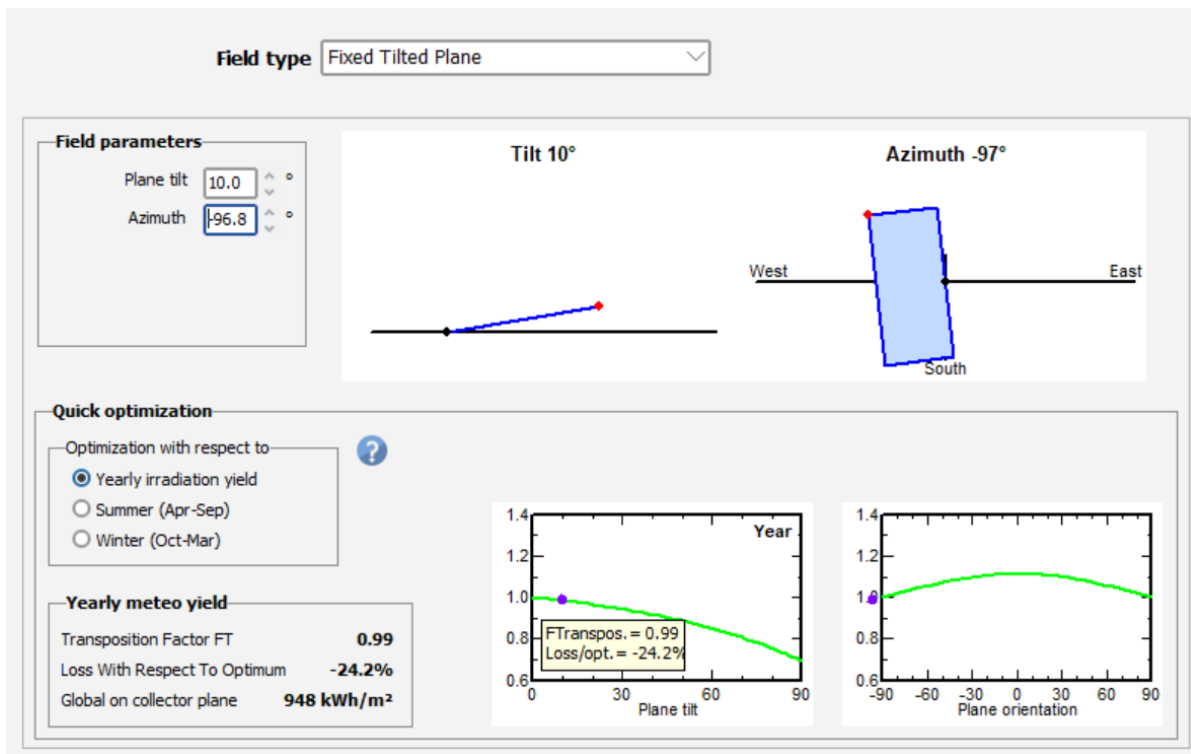 Field type Fixed Tilted Plane
Field parameters
Plane tilt 10.0 °
Azimuth -96.8 °
Tilt 10°
Azimuth -97°
West
East
South
Quick optimization
Optimization with respect to
Yearly irradiation yield
Summer (Apr-Sep)
Winter (Oct-Mar)
?
Yearly meteo yield
Transposition Factor FT 0.99
Loss With Respect To Optimum -24.2%
Global on collector plane 948 kWh/m²
Year
1.4
1.2
1.0
0.8
0.6
FTranspos. = 0.99
Loss/opt. = -24.2%
0 30 60 90
Plane tilt
1.4
1.2
1.0
0.8
0.6
-90 -60 -30 0 30 60 90
Plane orientation